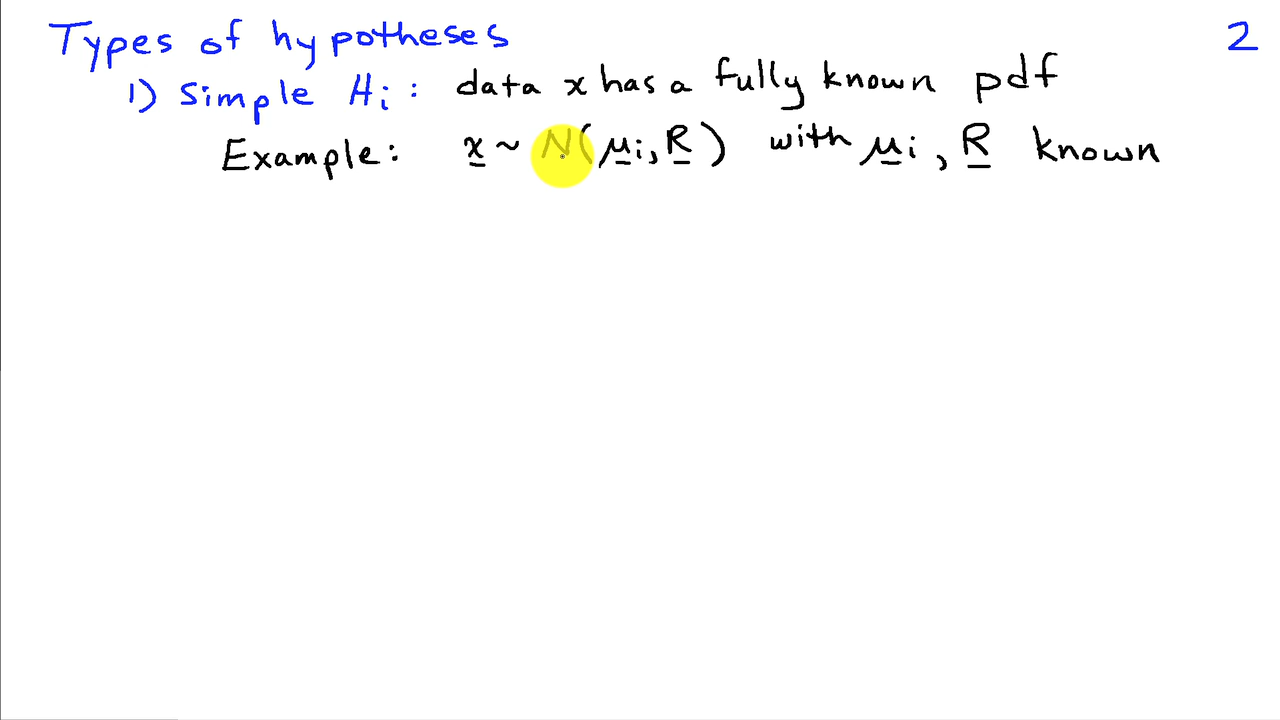 Types of hypotheses 2
1) Simple Hi: data x has a fully known pdf
Example: x ~ N(μi, R) with μi, R known